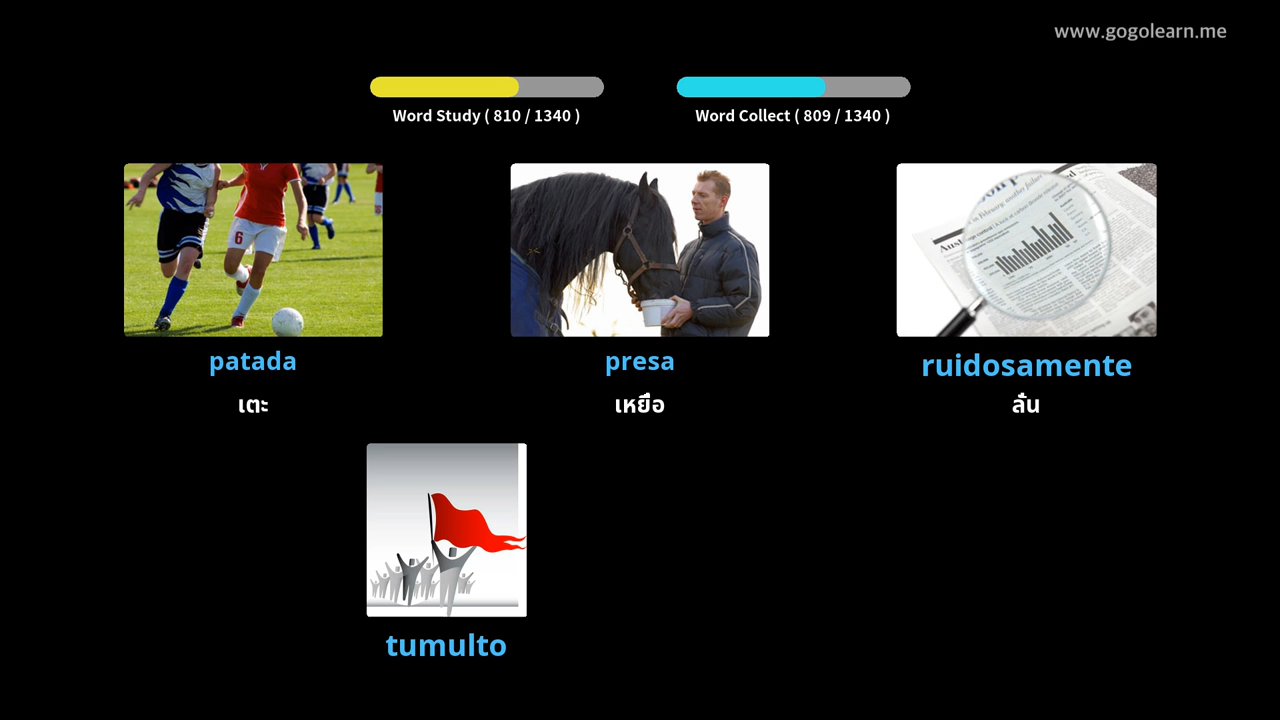 www.gogolearn.me
Word Study ( 810 / 1340 )
Word Collect ( 809 / 1340 )
patada
presa
ruidosamente
เตะ
เหยื่อ
ลั่น
tumulto